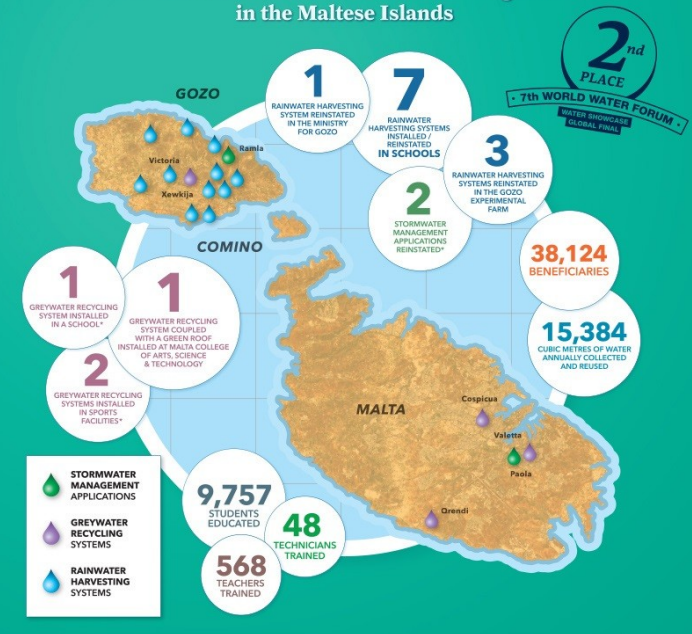 in the Maltese Islands
2nd
PLACE
7th WORLD WATER FORUM
WATER SHOWCASE
GLOBAL FINAL
GOZO
1
RAINWATER HARVESTING
SYSTEM REINSTATED
IN THE MINISTRY
FOR GOZO
7
RAINWATER
HARVESTING SYSTEMS
INSTALLED /
REINSTATED
IN SCHOOLS
3
RAINWATER HARVESTING
SYSTEMS REINSTATED
IN THE GOZO
EXPERIMENTAL
FARM
Ramla
Victoria
Xewkija
2
STORMWATER
MANAGEMENT
APPLICATIONS
REINSTATED*
COMINO
38,124
BENEFICIARIES
1
GREYWATER RECYCLING
SYSTEM INSTALLED
IN A SCHOOL*
1
GREYWATER RECYCLING
SYSTEM COUPLED
WITH A GREEN ROOF
INSTALLED AT MALTA COLLEGE
OF ARTS, SCIENCE
& TECHNOLOGY
15,384
CUBIC METRES OF WATER
ANNUALLY COLLECTED
AND REUSED
2
GREYWATER RECYCLING
SYSTEMS INSTALLED
IN SPORTS
FACILITIES*
MALTA
Cospicua
Valetta
Paola
Qrendi
STORMWATER
MANAGEMENT
APPLICATIONS
GREYWATER
RECYCLING
SYSTEMS
RAINWATER
HARVESTING
SYSTEMS
9,757
STUDENTS
EDUCATED
48
TECHNICIANS
TRAINED
568
TEACHERS
TRAINED